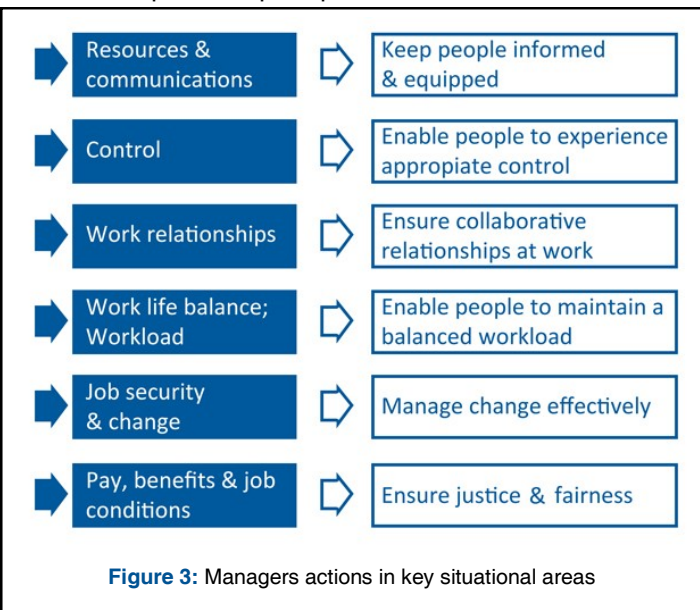 Resources &
communications
Keep people informed
& equipped
Control
Enable people to experience
appropiate control
Work relationships
Ensure collaborative
relationships at work
Work life balance;
Workload
Enable people to maintain a
balanced workload
Job security
& change
Manage change effectively
Pay, benefits & job
conditions
Ensure justice & fairness
Figure 3: Managers actions in key situational areas